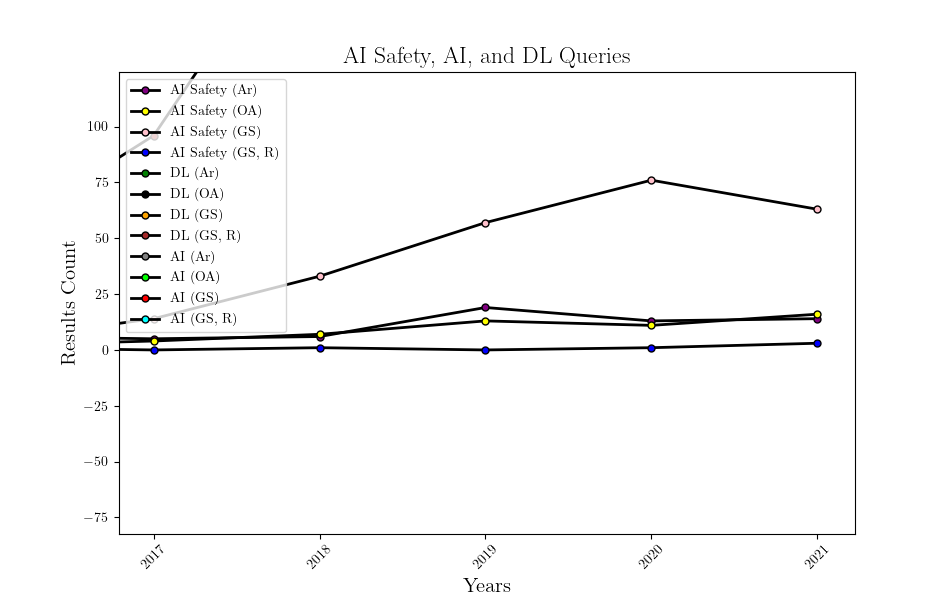 AI Safety, AI, and DL Queries
AI Safety (Ar)
AI Safety (OA)
AI Safety (GS)
AI Safety (GS, R)
DL (Ar)
DL (OA)
DL (GS)
DL (GS, R)
AI (Ar)
AI (OA)
AI (GS)
AI (GS, R)
Results Count
100
75
50
25
0
−25
−50
−75
2017
2018
2019
2020
2021
Years